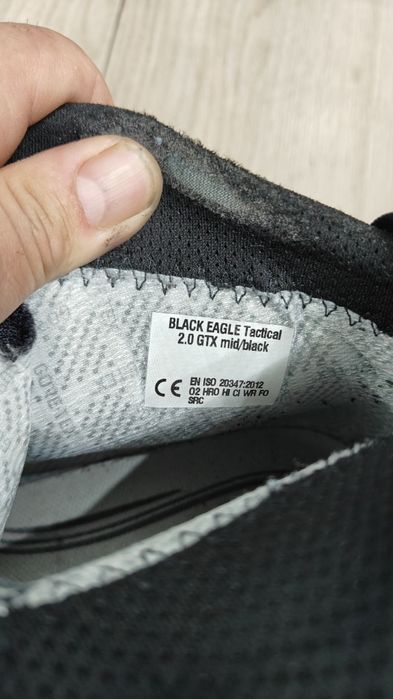 BLACK EAGLE Tactical
2.0 GTX mid/black
CE EN ISO 20347:2012
O2 HRO HI CI WR FO
SRC